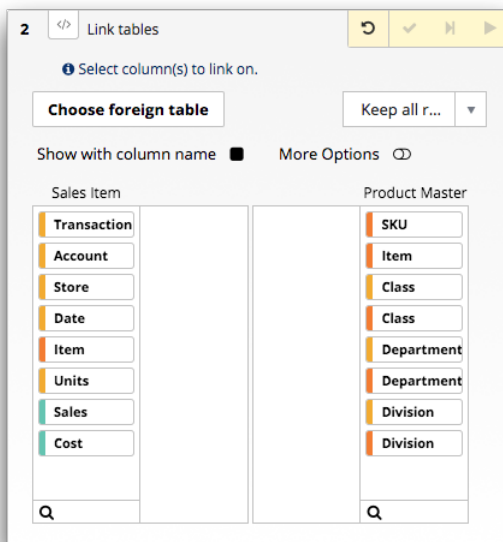 2 </> Link tables
Select column(s) to link on.
Choose foreign table
Keep all r...
Show with column name
More Options
Sales Item
Product Master
Transaction
Account
Store
Date
Item
Units
Sales
Cost
SKU
Item
Class
Class
Department
Department
Division
Division